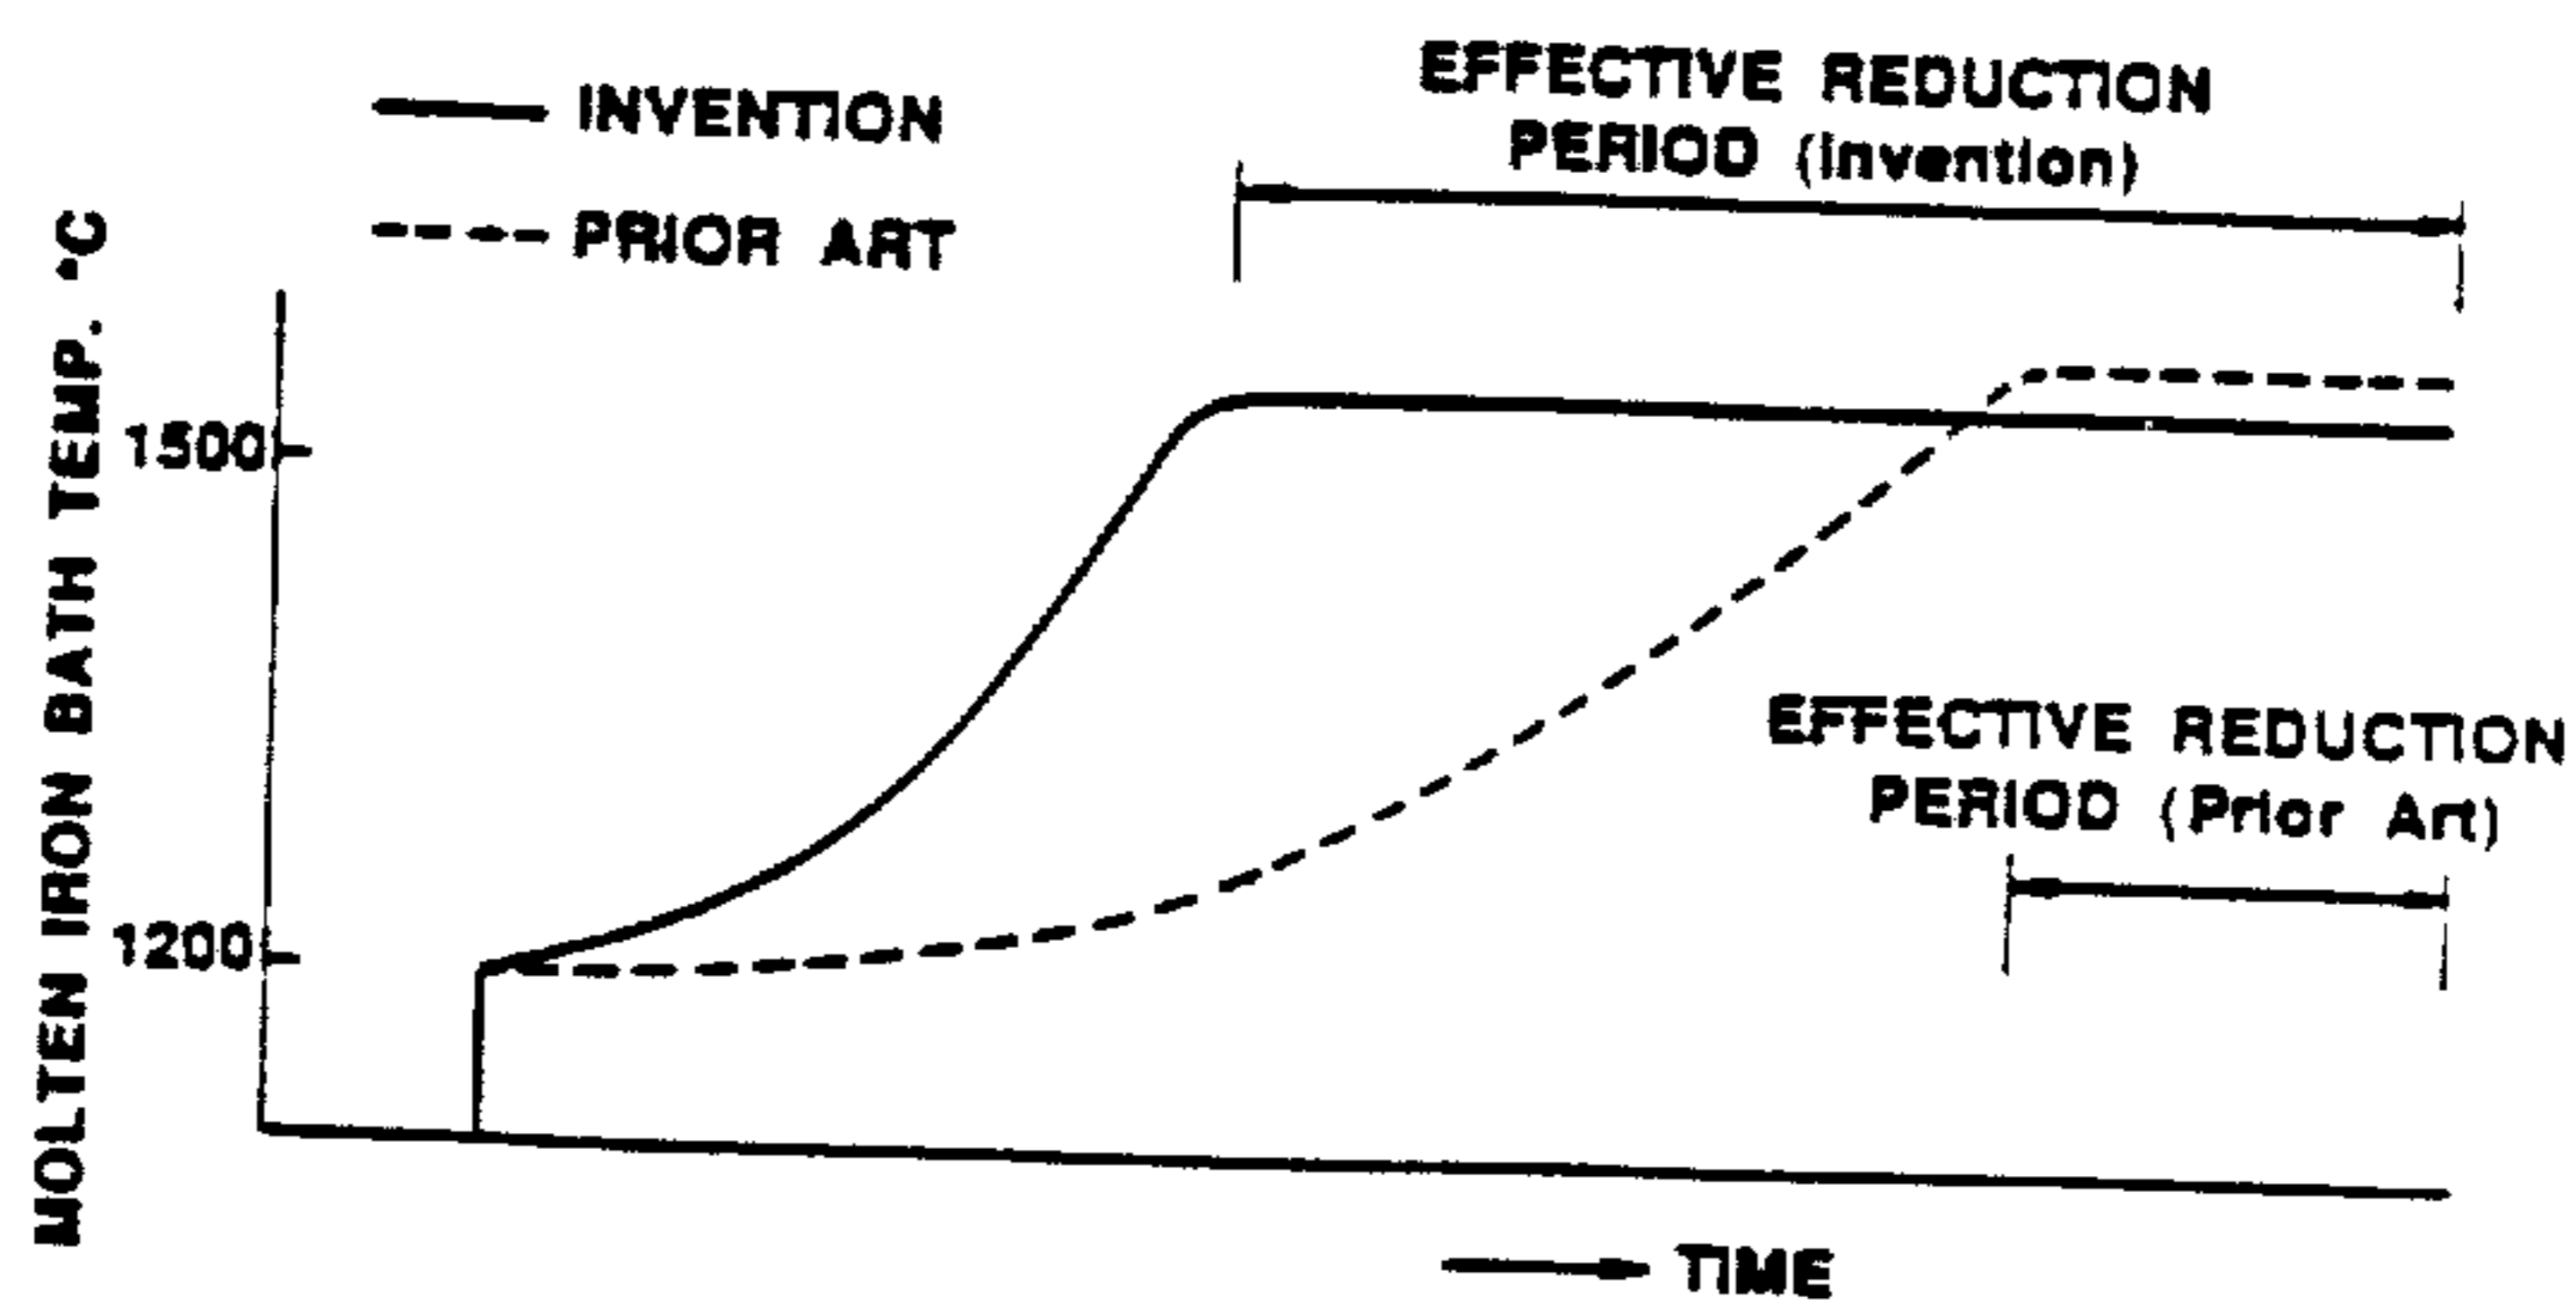 INVENTION
PRIOR ART
EFFECTIVE REDUCTION
PERIOD (Invention)
MOLTEN IRON BATH TEMP. °C
1500
1200
EFFECTIVE REDUCTION
PERIOD (Prior Art)
TIME